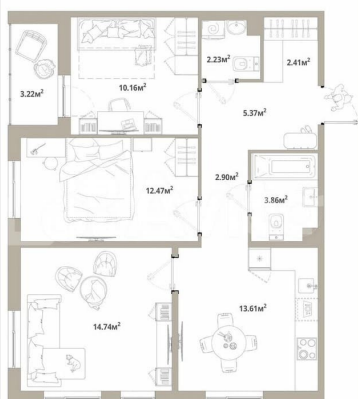 2.23м²
2.41м²
10.16м²
3.22м²
5.37м²
12.47м²
2.90м²
3.86м²
13.61м²
14.74м²